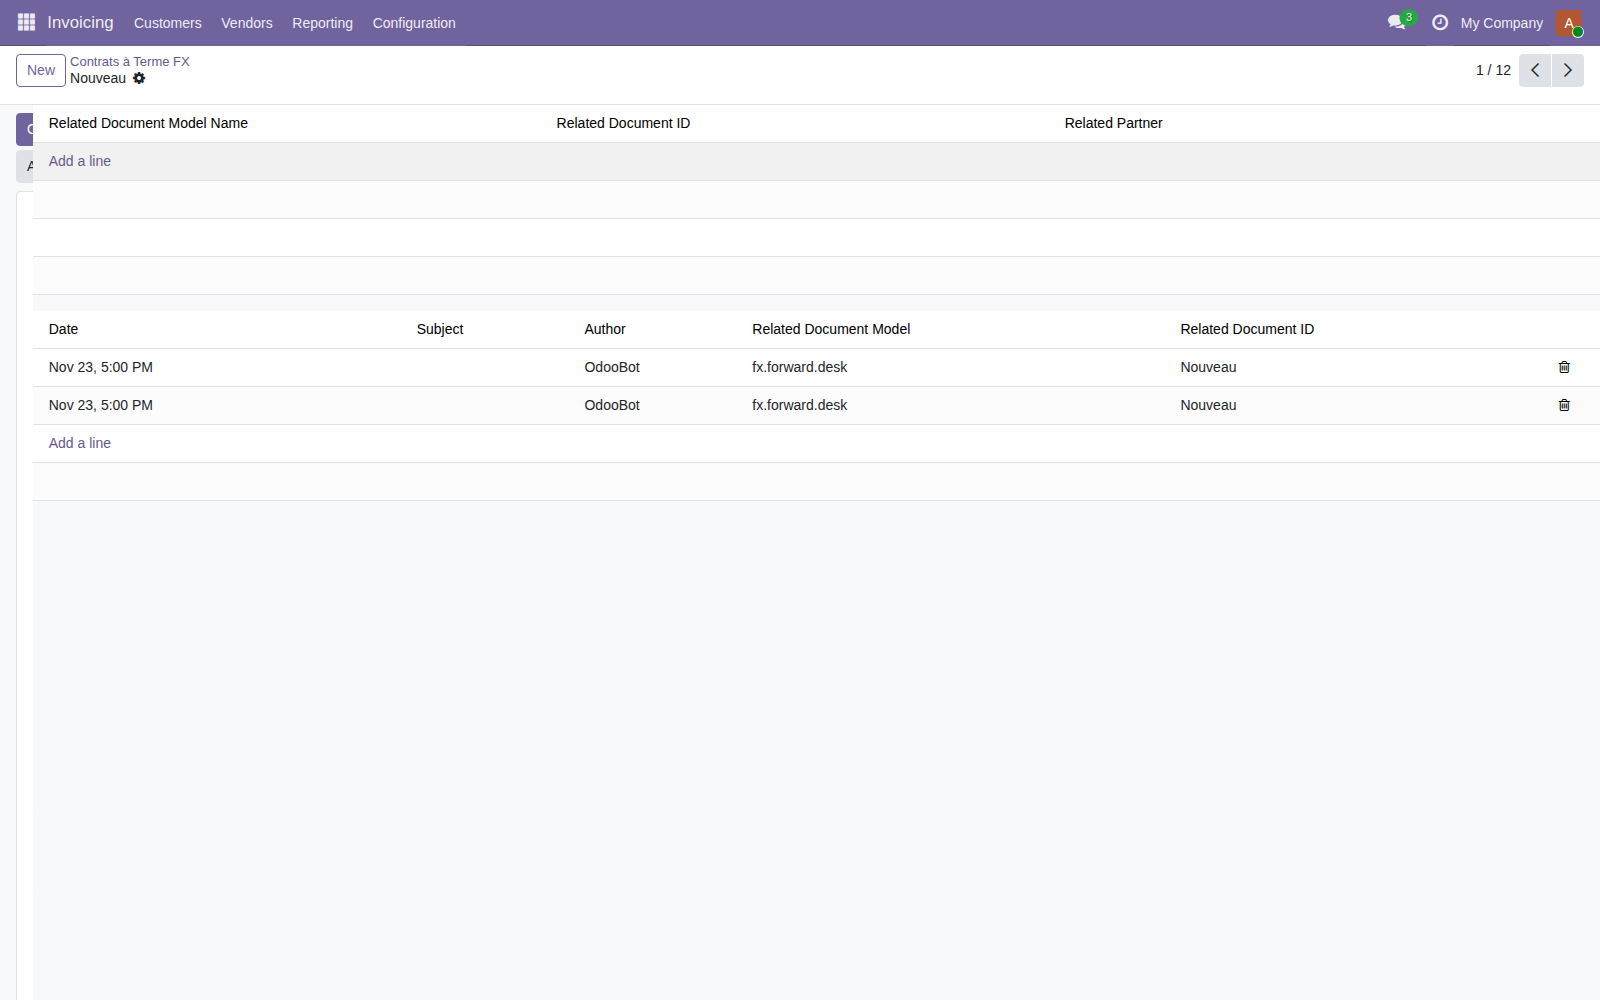 Invoicing Customers Vendors Reporting Configuration 3 My Company A
New Contrats à Terme FX
Nouveau
1 / 12
Related Document Model Name Related Document ID Related Partner
Add a line
Date Subject Author Related Document Model Related Document ID
Nov 23, 5:00 PM OdooBot fx.forward.desk Nouveau
Nov 23, 5:00 PM OdooBot fx.forward.desk Nouveau
Add a line